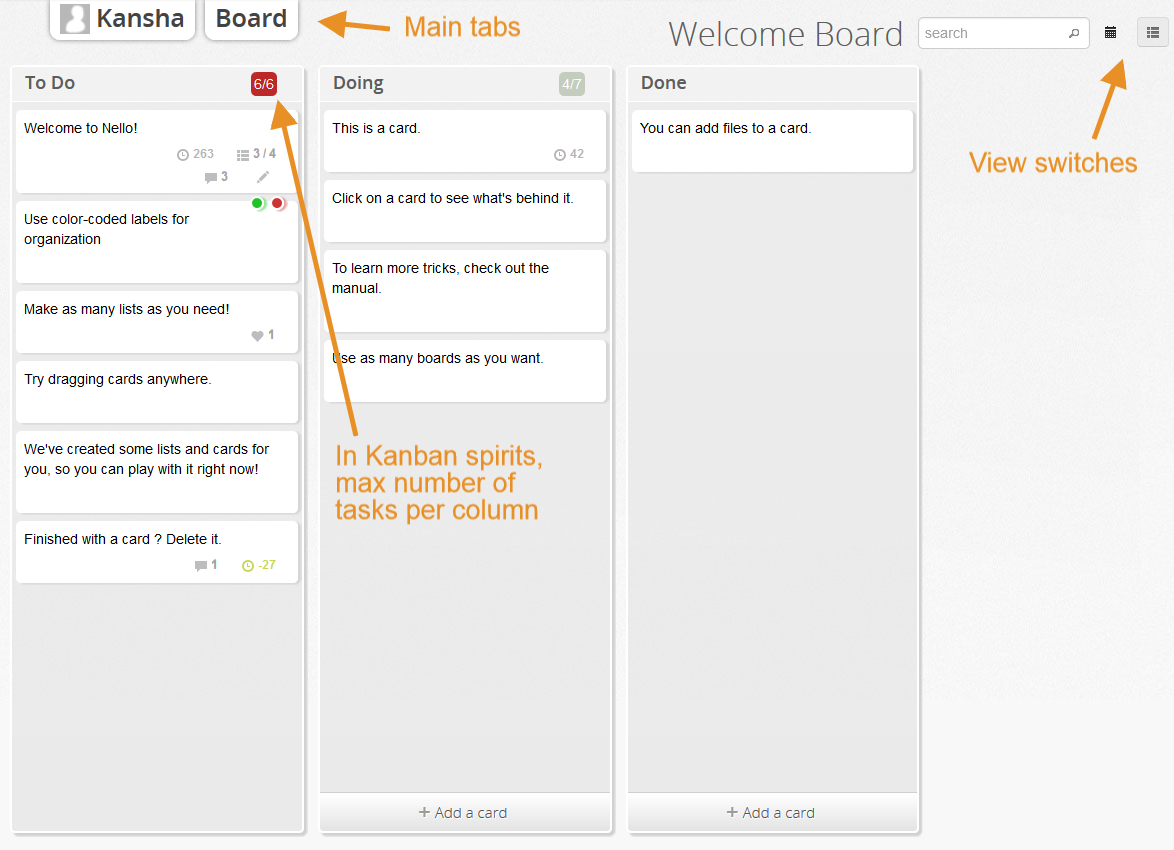 Kansha
Board
Main tabs
Welcome Board
search
View switches
To Do
6/6
Welcome to Nello!
263
3 / 4
3
Use color-coded labels for
organization
Make as many lists as you need!
1
Try dragging cards anywhere.
We've created some lists and cards for
you, so you can play with it right now!
Finished with a card ? Delete it.
1
-27
Doing
4/7
This is a card.
42
Click on a card to see what's behind it.
To learn more tricks, check out the
manual.
Use as many boards as you want.
In Kanban spirits,
max number of
tasks per column
+ Add a card
Done
You can add files to a card.
+ Add a card